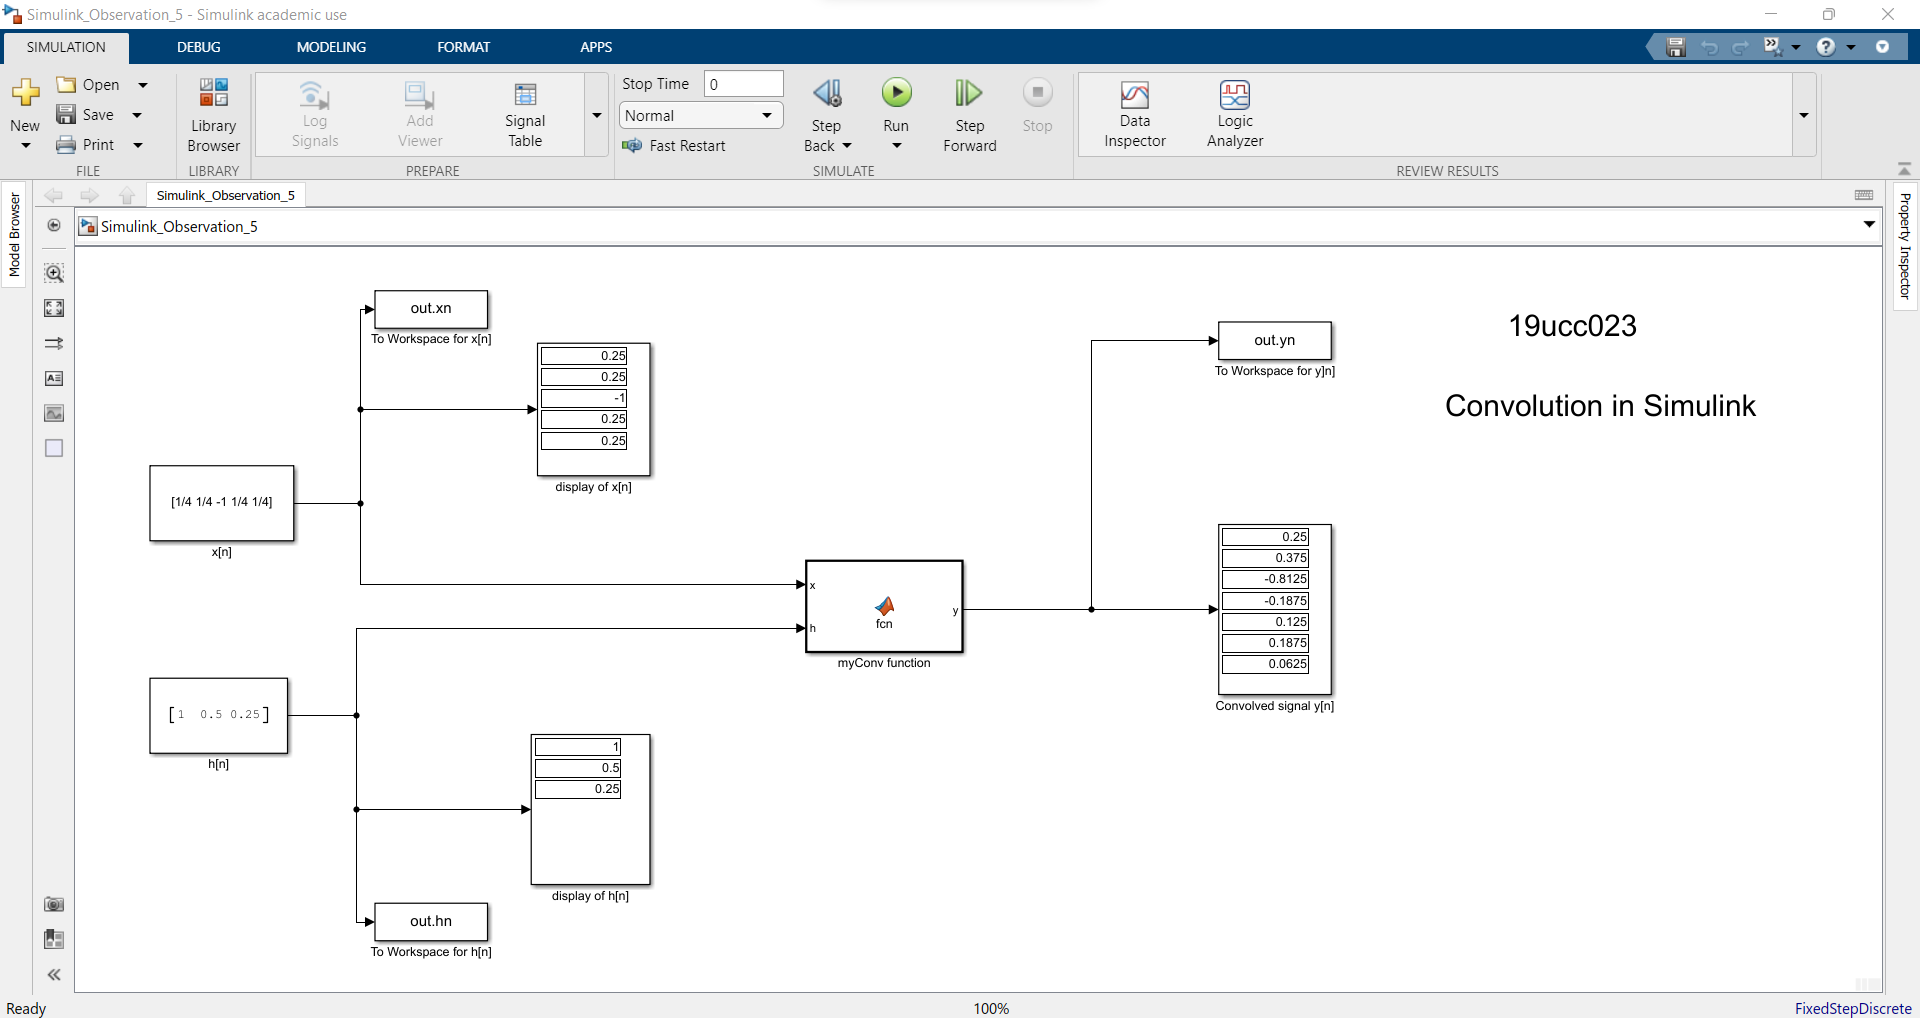 Simulink_Observation_5 - Simulink academic use
SIMULATION
DEBUG
MODELING
FORMAT
APPS
New
Open
Save
Print
FILE
Library
Browser
LIBRARY
Log
Signals
Add
Viewer
Signal
Table
PREPARE
Stop Time 0
Normal
Fast Restart
Step
Back
Run
Step
Forward
Stop
SIMULATE
Data
Inspector
Logic
Analyzer
REVIEW RESULTS
Model Browser
Simulink_Observation_5
Simulink_Observation_5
Property Inspector
out.xn
To Workspace for x[n]
0.25
0.25
-1
0.25
0.25
display of x[n]
[1/4 1/4 -1 1/4 1/4]
x[n]
out.yn
To Workspace for y]n]
19ucc023
Convolution in Simulink
x
h
fcn
y
myConv function
0.25
0.375
-0.8125
-0.1875
0.125
0.1875
0.0625
Convolved signal y[n]
[1 0.5 0.25]
h[n]
1
0.5
0.25
display of h[n]
out.hn
To Workspace for h[n]
Ready
100%
FixedStepDiscrete